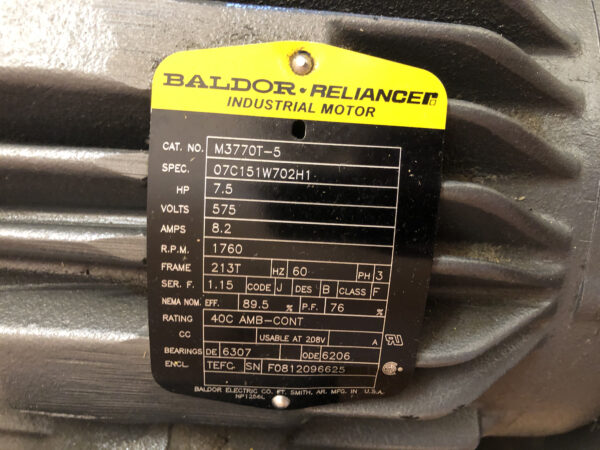 BALDOR • RELIANCER
INDUSTRIAL MOTOR
CAT. NO. M3770T-5
SPEC. 07C151W702H1
HP 7.5
VOLTS 575
AMPS 8.2
R.P.M. 1760
FRAME 213T HZ 60 PH 3
SER. F. 1.15 CODE J DES B CLASS F
NEMA NOM. EFF. 89.5 % P.F. 76 %
RATING 40C AMB-CONT
CC USABLE AT 208V A
BEARINGS DE 6307 ODE 6206
ENCL. TEFC SN F0812096625
BALDOR ELECTRIC CO. FT. SMITH, AR. MFG. IN U.S.A.
NP1256L